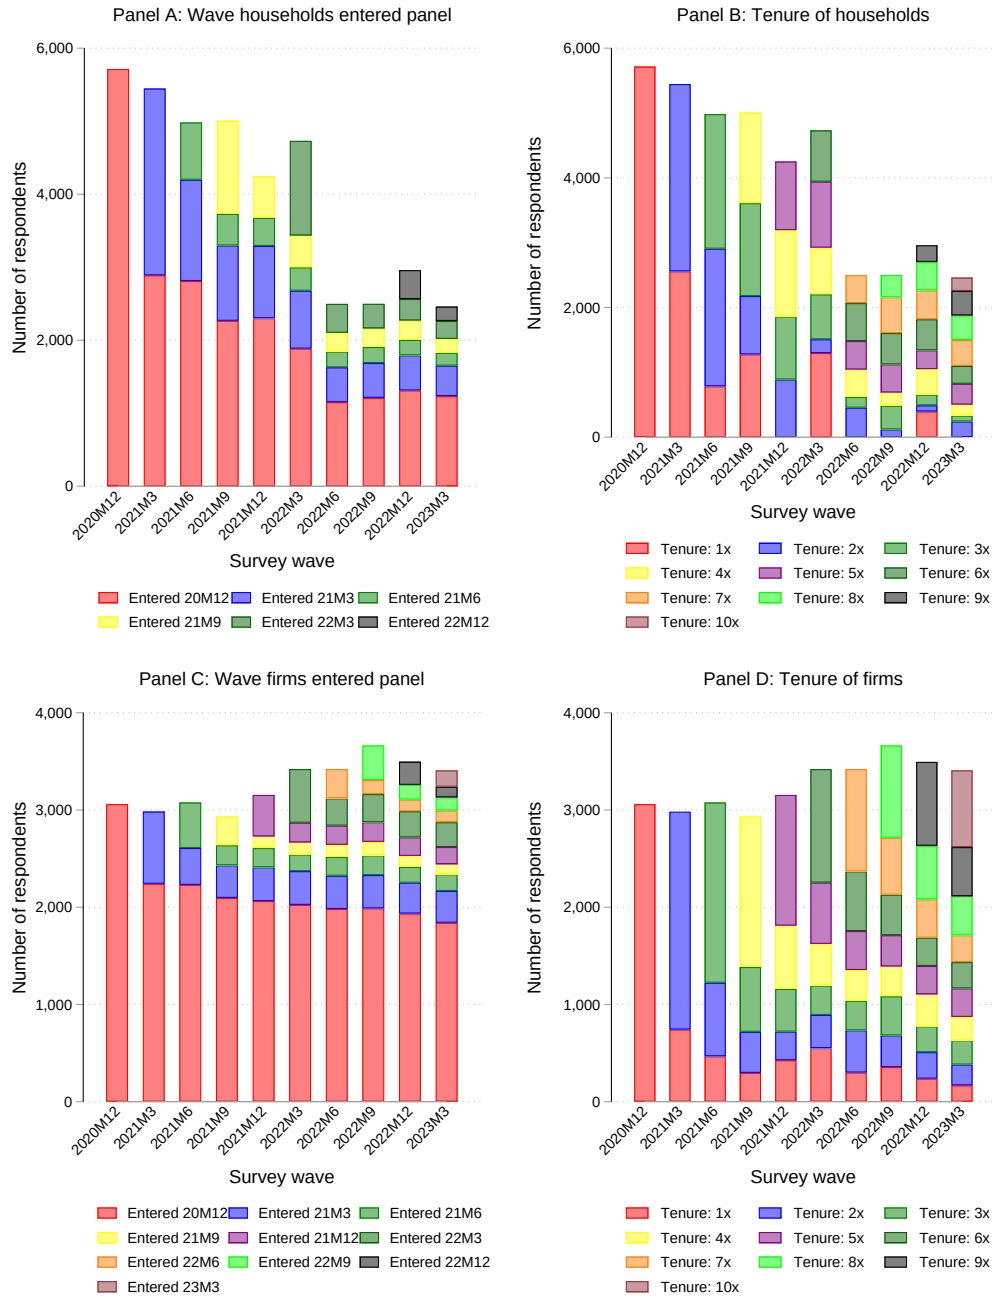 Panel A: Wave households entered panel
Number of respondents
6,000
4,000
2,000
0
2020M12
2021M3
2021M6
2021M9
2021M12
2022M3
2022M6
2022M9
2022M12
2023M3
Survey wave
Entered 20M12
Entered 21M3
Entered 21M6
Entered 21M9
Entered 22M3
Entered 22M12
Panel B: Tenure of households
Number of respondents
6,000
4,000
2,000
0
2020M12
2021M3
2021M6
2021M9
2021M12
2022M3
2022M6
2022M9
2022M12
2023M3
Survey wave
Tenure: 1x
Tenure: 2x
Tenure: 3x
Tenure: 4x
Tenure: 5x
Tenure: 6x
Tenure: 7x
Tenure: 8x
Tenure: 9x
Tenure: 10x
Panel C: Wave firms entered panel
Number of respondents
4,000
3,000
2,000
1,000
0
2020M12
2021M3
2021M6
2021M9
2021M12
2022M3
2022M6
2022M9
2022M12
2023M3
Survey wave
Entered 20M12
Entered 21M3
Entered 21M6
Entered 21M9
Entered 21M12
Entered 22M3
Entered 22M6
Entered 22M9
Entered 22M12
Entered 23M3
Panel D: Tenure of firms
Number of respondents
4,000
3,000
2,000
1,000
0
2020M12
2021M3
2021M6
2021M9
2021M12
2022M3
2022M6
2022M9
2022M12
2023M3
Survey wave
Tenure: 1x
Tenure: 2x
Tenure: 3x
Tenure: 4x
Tenure: 5x
Tenure: 6x
Tenure: 7x
Tenure: 8x
Tenure: 9x
Tenure: 10x